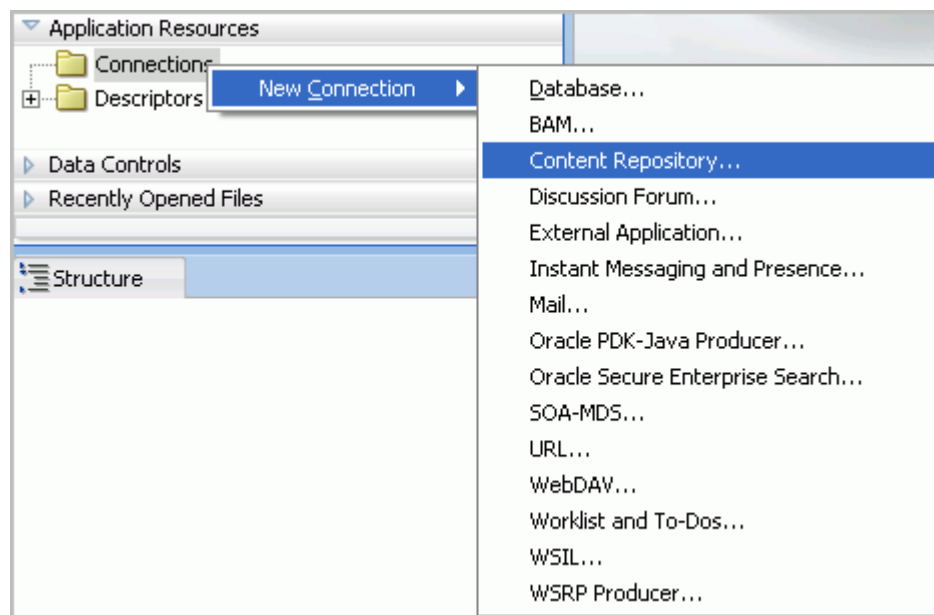 Application Resources
Connections
Descriptors
New Connection
Data Controls
Recently Opened Files
Structure
Database...
BAM...
Content Repository...
Discussion Forum...
External Application...
Instant Messaging and Presence...
Mail...
Oracle PDK-Java Producer...
Oracle Secure Enterprise Search...
SOA-MDS...
URL...
WebDAV...
Worklist and To-Dos...
WSIL...
WSRP Producer...